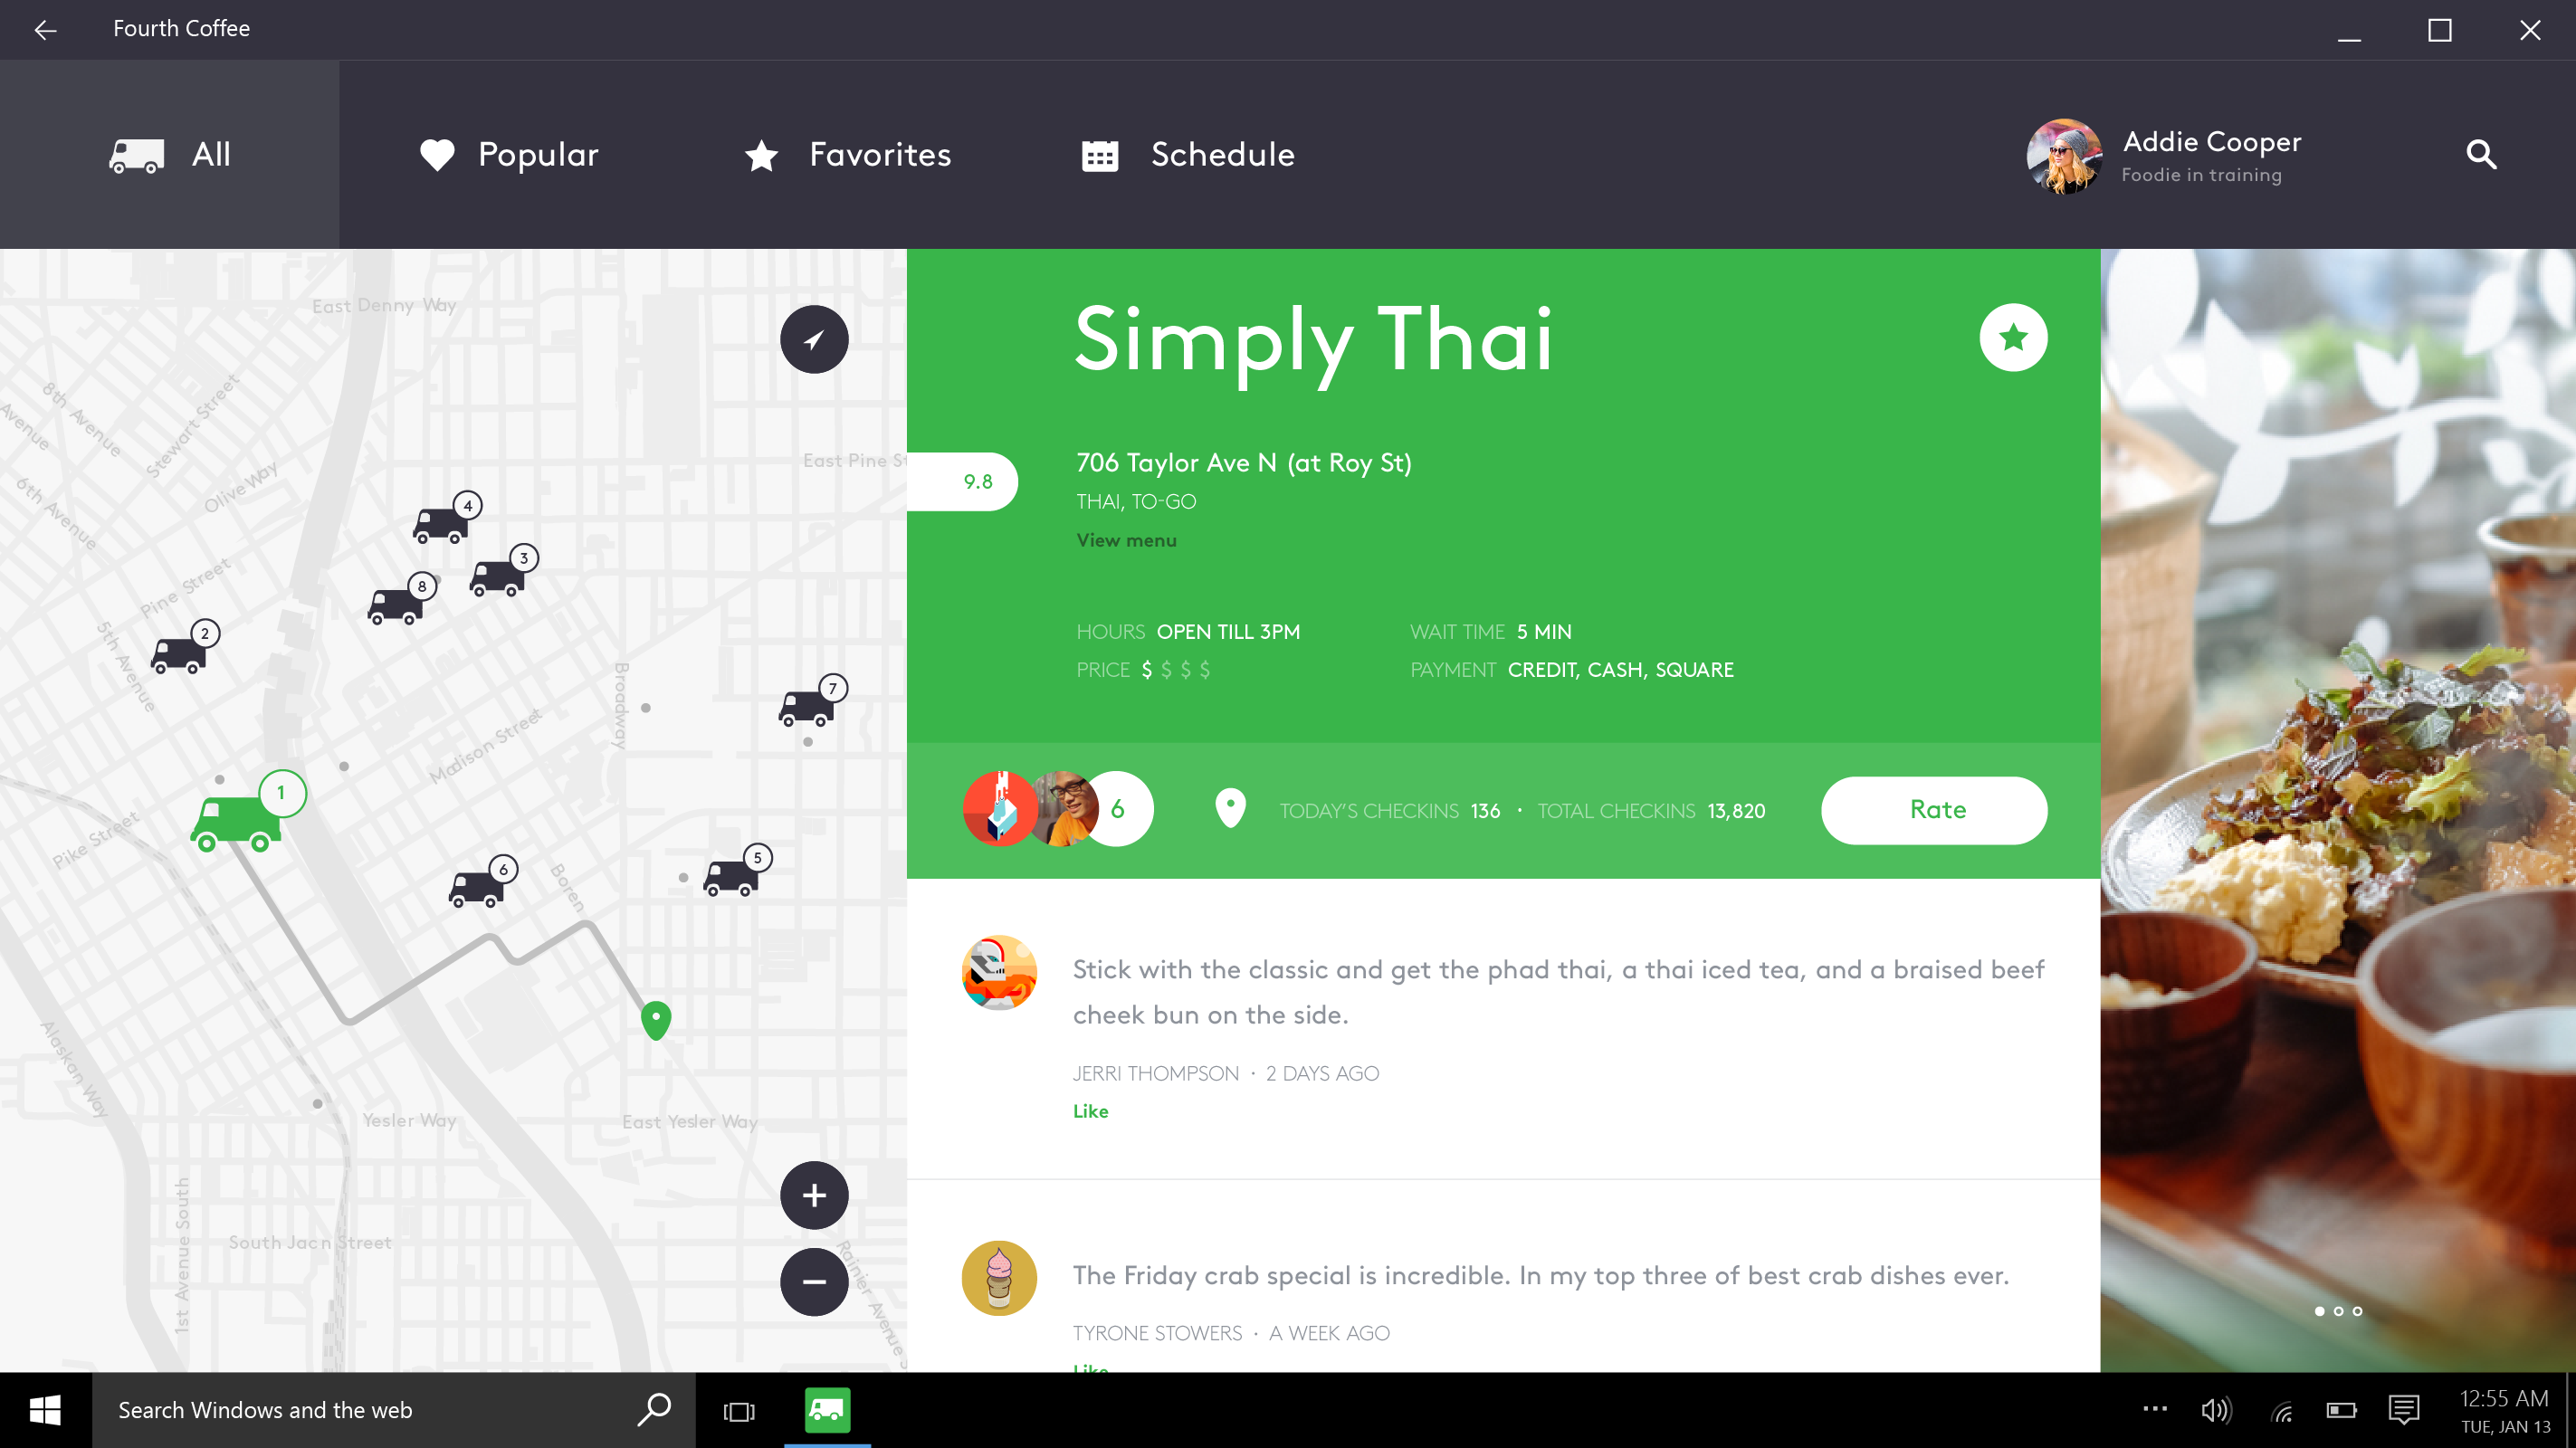 Fourth Coffee
All
Popular
Favorites
Schedule
Addie Cooper
Foodie in training
East Denny Way
8th Avenue
Avenue
Stewart Street
6th Avenue
Olive Way
East Pine St
Pine Street
5th Avenue
4
3
8
2
7
1
6
5
Broadway
Madison Street
Pike Street
Boren
Alaskan Way
Yesler Way
East Yesler Way
1st Avenue South
South Jac n Street
Rainier Avenue S
Simply Thai
9.8
706 Taylor Ave N (at Roy St)
THAI, TO-GO
View menu
HOURS OPEN TILL 3PM
WAIT TIME 5 MIN
PRICE $ $ $ $
PAYMENT CREDIT, CASH, SQUARE
6
TODAY'S CHECKINS 136 · TOTAL CHECKINS 13,820
Rate
Stick with the classic and get the phad thai, a thai iced tea, and a braised beef
cheek bun on the side.
JERRI THOMPSON · 2 DAYS AGO
Like
The Friday crab special is incredible. In my top three of best crab dishes ever.
TYRONE STOWERS · A WEEK AGO
Like
Search Windows and the web
12:55 AM
TUE, JAN 13